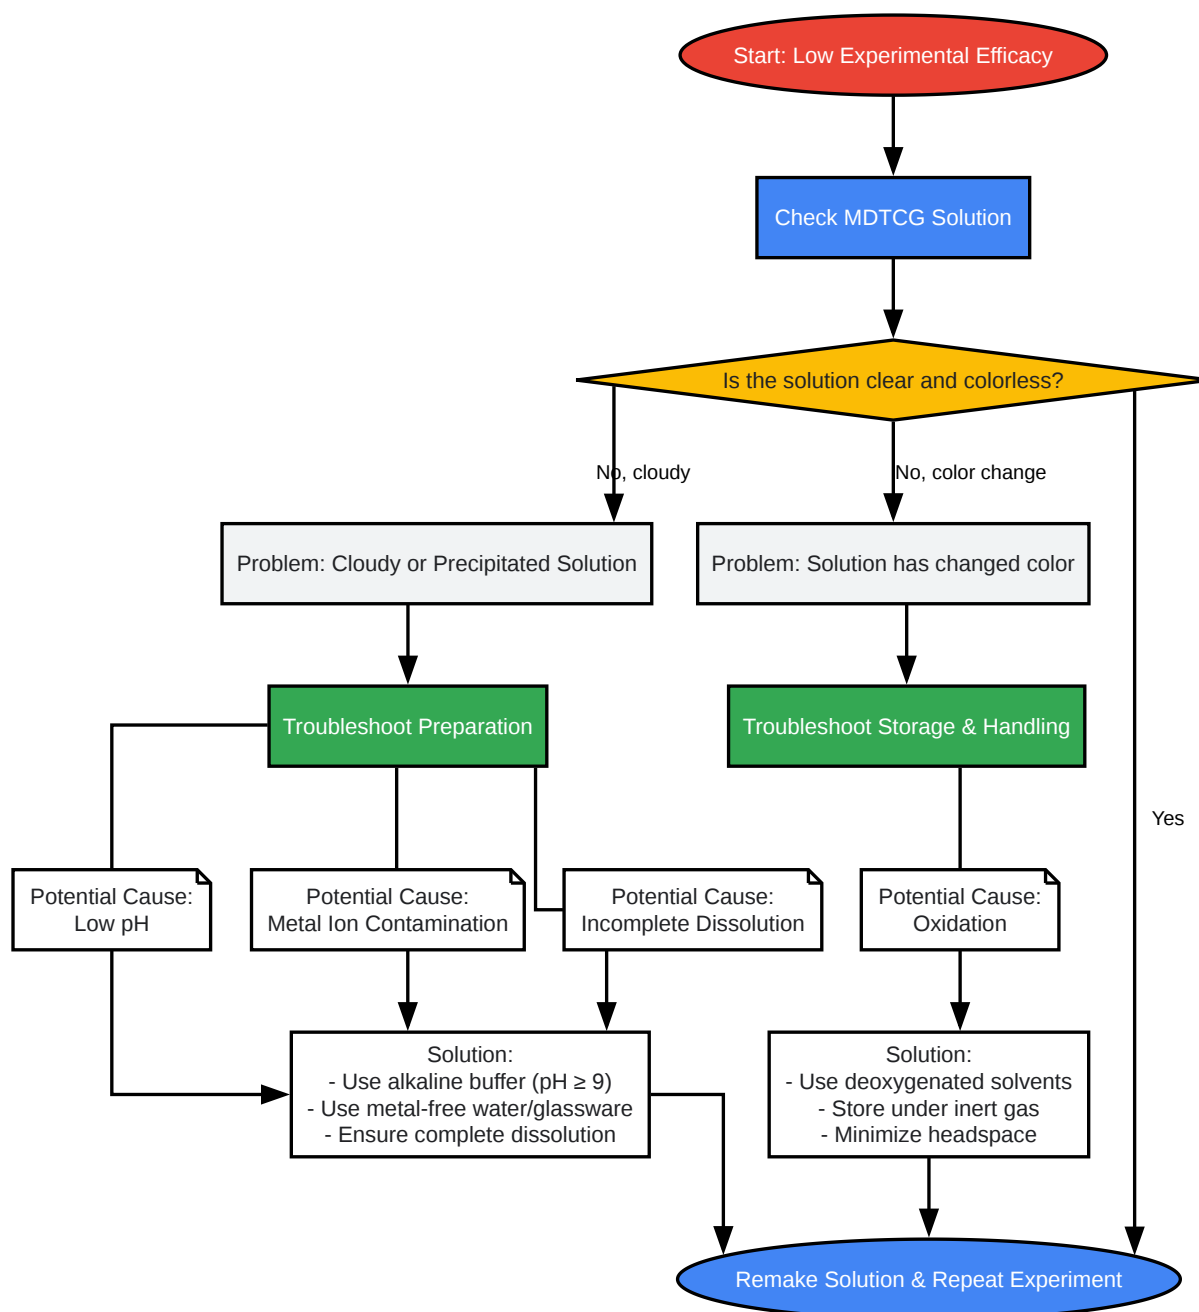 Start: Low Experimental Efficacy
Check MDTCG Solution
Is the solution clear and colorless?
No, cloudy
No, color change
Problem: Cloudy or Precipitated Solution
Problem: Solution has changed color
Troubleshoot Preparation
Troubleshoot Storage & Handling
Yes
Potential Cause:
Low pH
Potential Cause:
Metal Ion Contamination
Potential Cause:
Incomplete Dissolution
Potential Cause:
Oxidation
Solution:
- Use alkaline buffer (pH ≥ 9)
- Use metal-free water/glassware
- Ensure complete dissolution
Solution:
- Use deoxygenated solvents
- Store under inert gas
- Minimize headspace
Remake Solution & Repeat Experiment